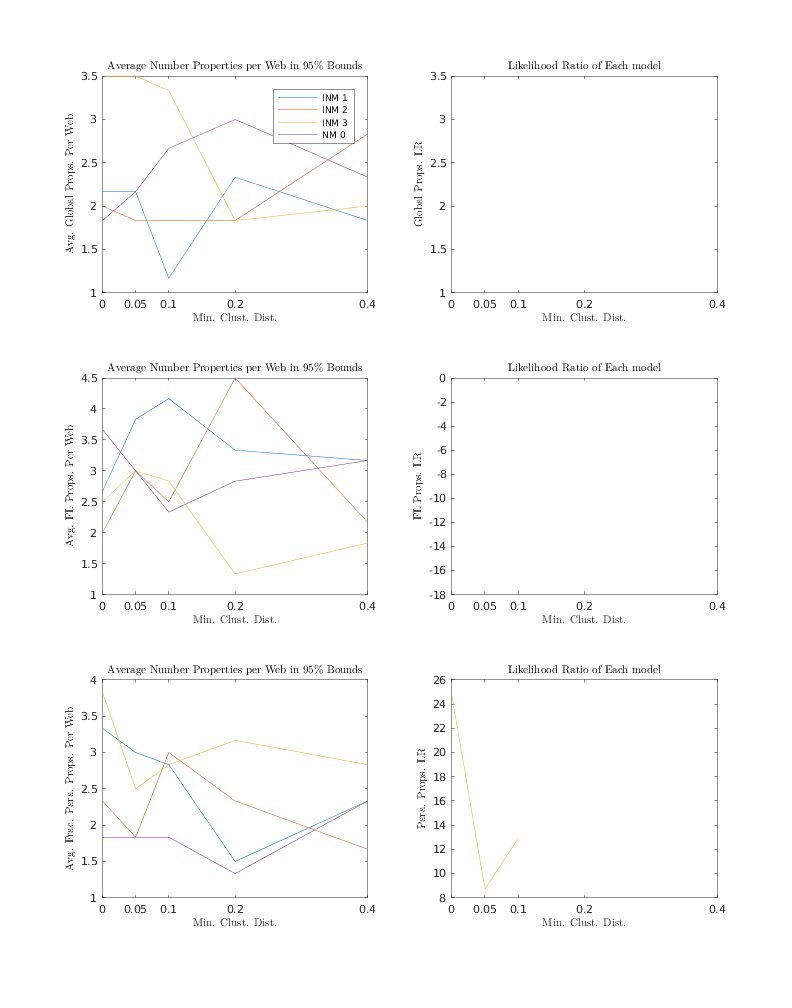 Average Number Properties per Web in 95% Bounds
Avg. Global Props. Per Web
3.5
3
2.5
2
1.5
1
INM 1
INM 2
INM 3
NM 0
0 0.05 0.1 0.2 0.4
Min. Clust. Dist.
Likelihood Ratio of Each model
Global Props. LR
3.5
3
2.5
2
1.5
1
0 0.05 0.1 0.2 0.4
Min. Clust. Dist.
Average Number Properties per Web in 95% Bounds
Avg. FL Props. Per Web
4.5
4
3.5
3
2.5
2
1.5
1
0 0.05 0.1 0.2 0.4
Min. Clust. Dist.
Likelihood Ratio of Each model
FL Props. LR
0
-2
-4
-6
-8
-10
-12
-14
-16
-18
0 0.05 0.1 0.2 0.4
Min. Clust. Dist.
Average Number Properties per Web in 95% Bounds
Avg. Frac. Para. Props. Per Web
4
3.5
3
2.5
2
1.5
1
0 0.05 0.1 0.2 0.4
Min. Clust. Dist.
Likelihood Ratio of Each model
Para. Props. LR
26
24
22
20
18
16
14
12
10
8
0 0.05 0.1 0.2 0.4
Min. Clust. Dist.